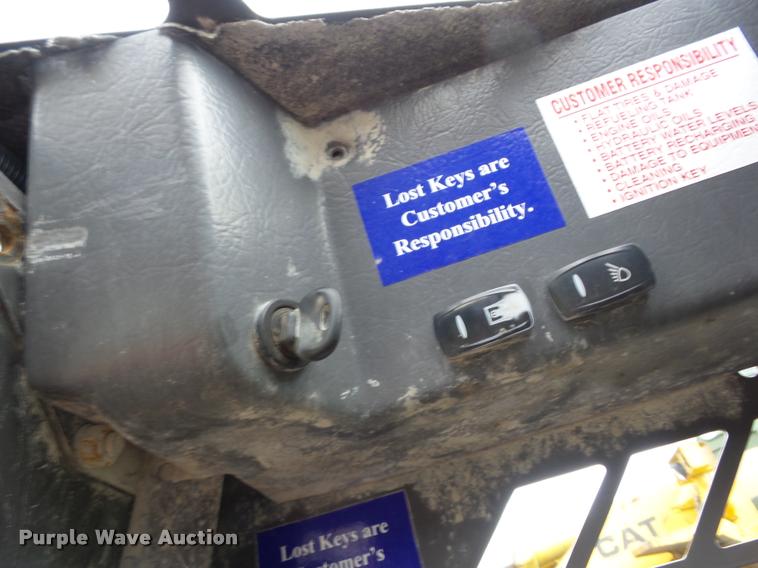 CUSTOMER RESPONSIBILITY
• FLAT TIRES & DAMAGE
• REFUELING TANK
• ENGINE OILS
• HYDRAULIC OILS
• BATTERY WATER LEVELS
• BATTERY RECHARGING
• DAMAGE TO EQUIPMENT
• CLEANING
• IGNITION KEY
Lost Keys are
Customer's
Responsibility.
Lost Keys are
Customer's
CAT
Purple Wave Auction